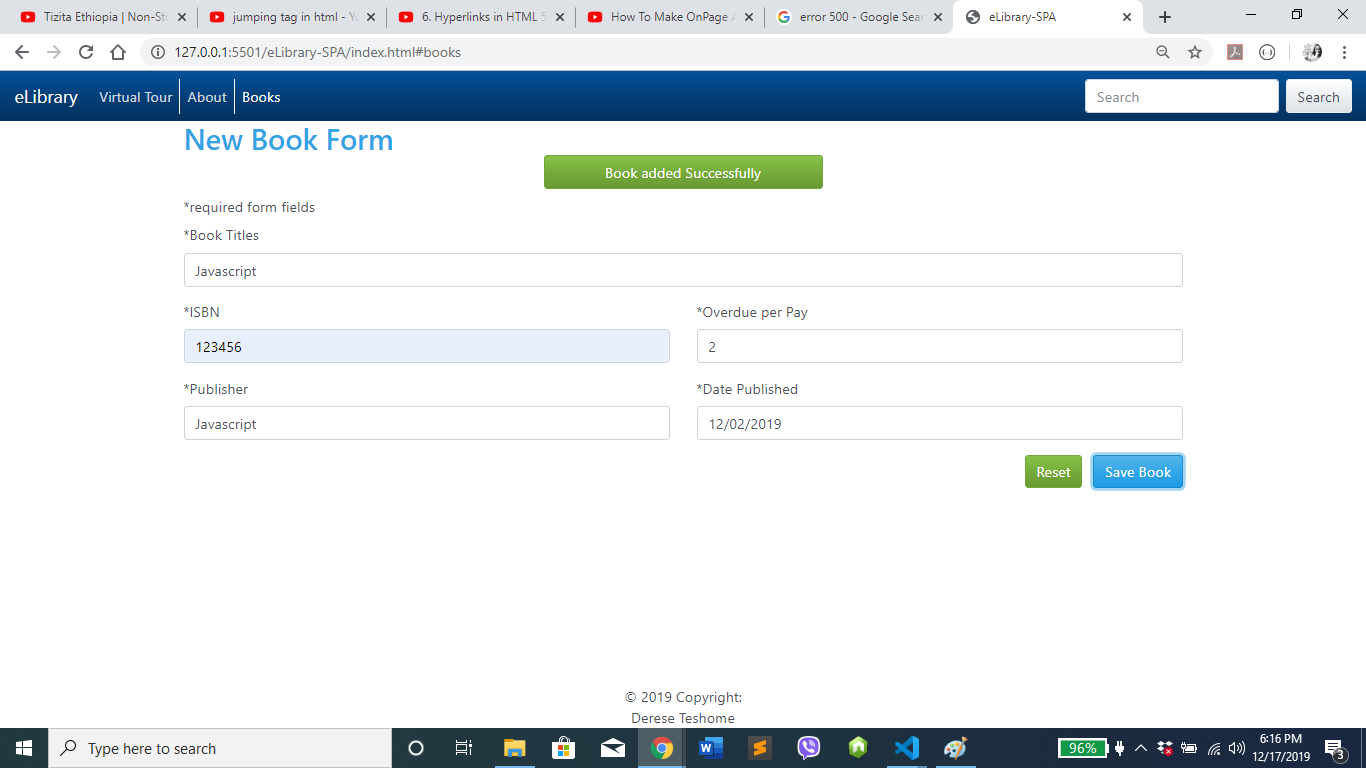 Tizita Ethiopia | Non-St
jumping tag in html - Y
6. Hyperlinks in HTML 5
How To Make OnPage
error 500 - Google Sear
eLibrary-SPA
127.0.0.1:5501/eLibrary-SPA/index.html#books
eLibrary Virtual Tour About Books Search Search
New Book Form
Book added Successfully
*required form fields
*Book Titles
Javascript
*ISBN *Overdue per Pay
123456 2
*Publisher *Date Published
Javascript 12/02/2019
Reset Save Book
© 2019 Copyright:
Derese Teshome
Type here to search
96%
6:16 PM
12/17/2019
3